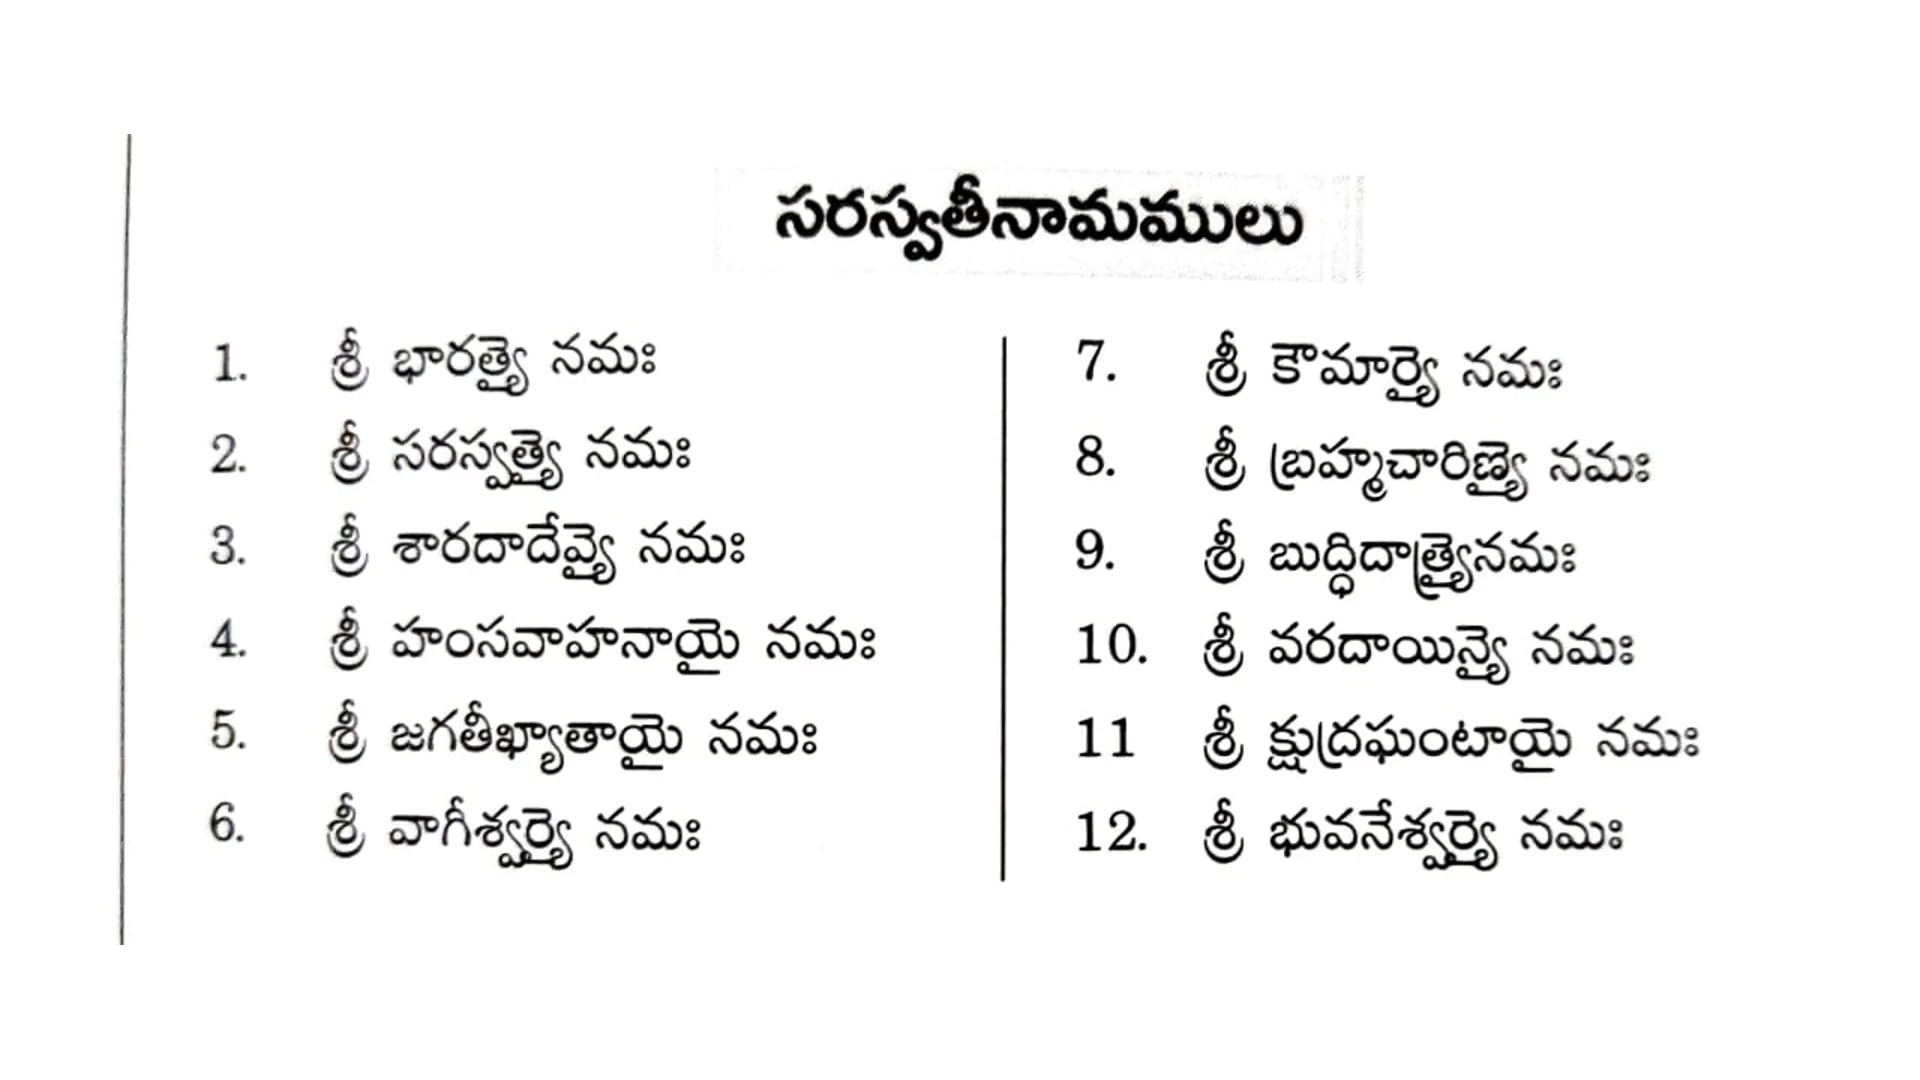 సరస్వతీనామములు
1. శ్రీ భారత్యై నమః
2. శ్రీ సరస్వత్యై నమః
3. శ్రీ శారదాదేవ్యై నమః
4. శ్రీ హంసవాహనాయై నమః
5. శ్రీ జగతీఖ్యాతాయై నమః
6. శ్రీ వాగీశ్వర్యై నమః
7. శ్రీ కౌమార్యై నమః
8. శ్రీ బ్రహ్మచారిణ్యై నమః
9. శ్రీ బుద్ధిదాత్ర్యైనమః
10. శ్రీ వరదాయిన్యై నమః
11 శ్రీ క్షుద్రఘంటాయై నమః
12. శ్రీ భువనేశ్వర్యై నమః